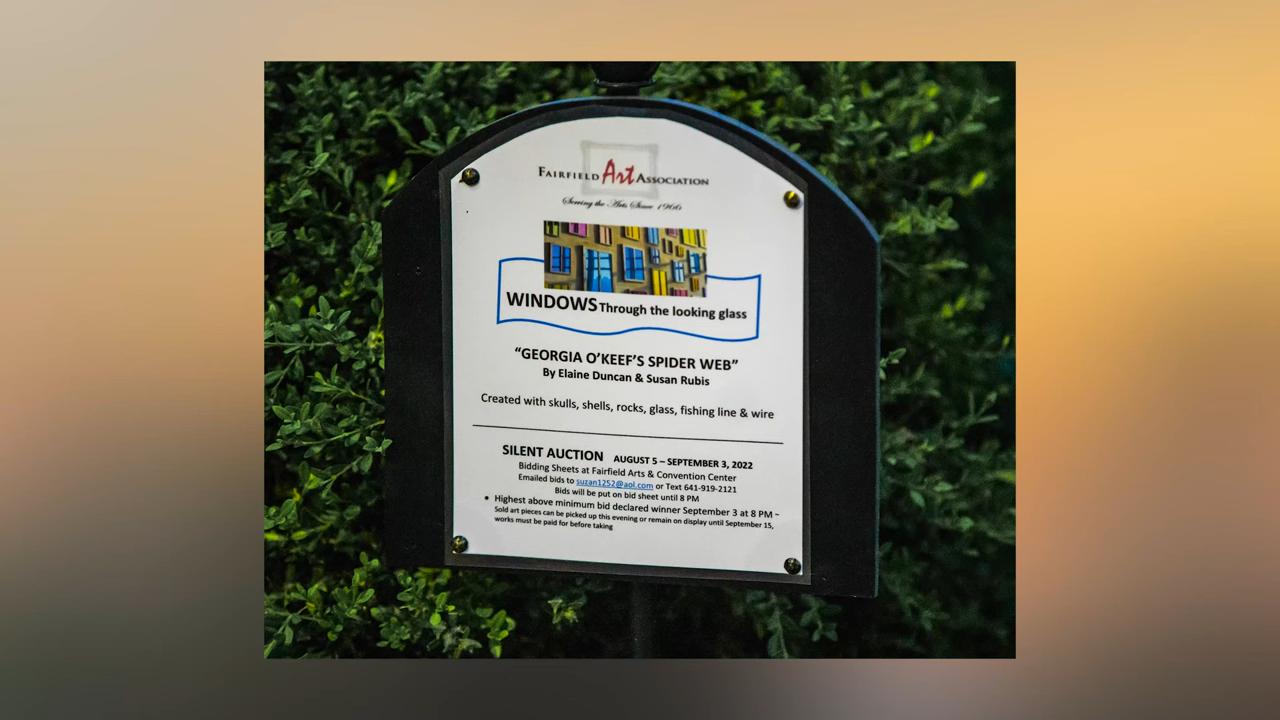 FAIRFIELD Art ASSOCIATION
Serving the Arts Since 1966
WINDOWS Through the looking glass
“GEORGIA O’KEEF’S SPIDER WEB”
By Elaine Duncan & Susan Rubis
Created with skulls, shells, rocks, glass, fishing line & wire
SILENT AUCTION AUGUST 5 – SEPTEMBER 3, 2022
Bidding Sheets at Fairfield Arts & Convention Center
Emailed bids to suzan1252@aol.com or Text 641-919-2121
Bids will be put on bid sheet until 8 PM
• Highest above minimum bid declared winner September 3 at 8 PM ~
Sold art pieces can be picked up this evening or remain on display until September 15,
works must be paid for before taking